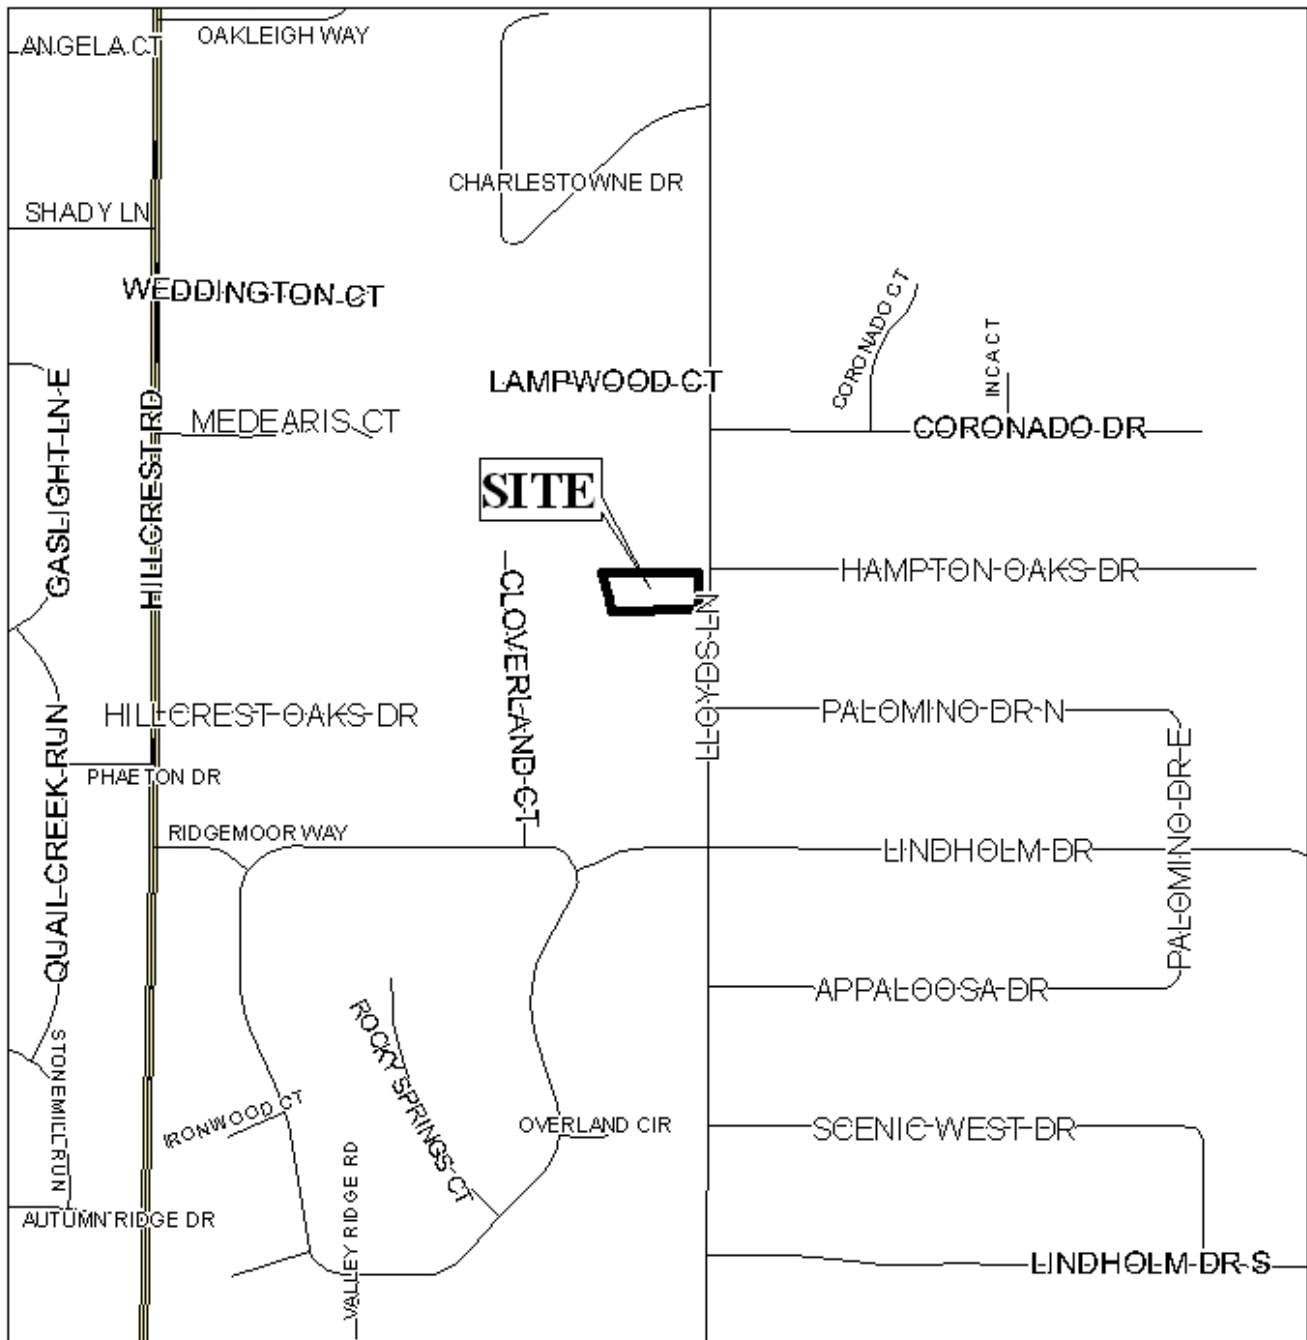 OAKLEIGH WAY
ANGELA CT
CHARLESTOWNE DR
SHADY LN
WEDDINGTON CT
CORONADO CT
INCA CT
LAMPWOOD CT
GASLIGHT LN E
HILLCREST RD
MEDEARIS CT
CORONADO DR
SITE
HAMPTON OAKS DR
CLOVERLAND CT
LLOYDS LN
HILLCREST OAKS DR
PALOMINO DR N
QUAIL CREEK RUN
PHAETON DR
PALOMINO DR E
RIDGEMOOR WAY
LINDHOLM DR
APPALOOSA DR
ROCKY SPRINGS CT
STONEMILL RUN
IRONWOOD CT
OVERLAND CIR
SCENIC WEST DR
VALLEY RIDGE RD
AUTUMN RIDGE DR
LINDHOLM DR S